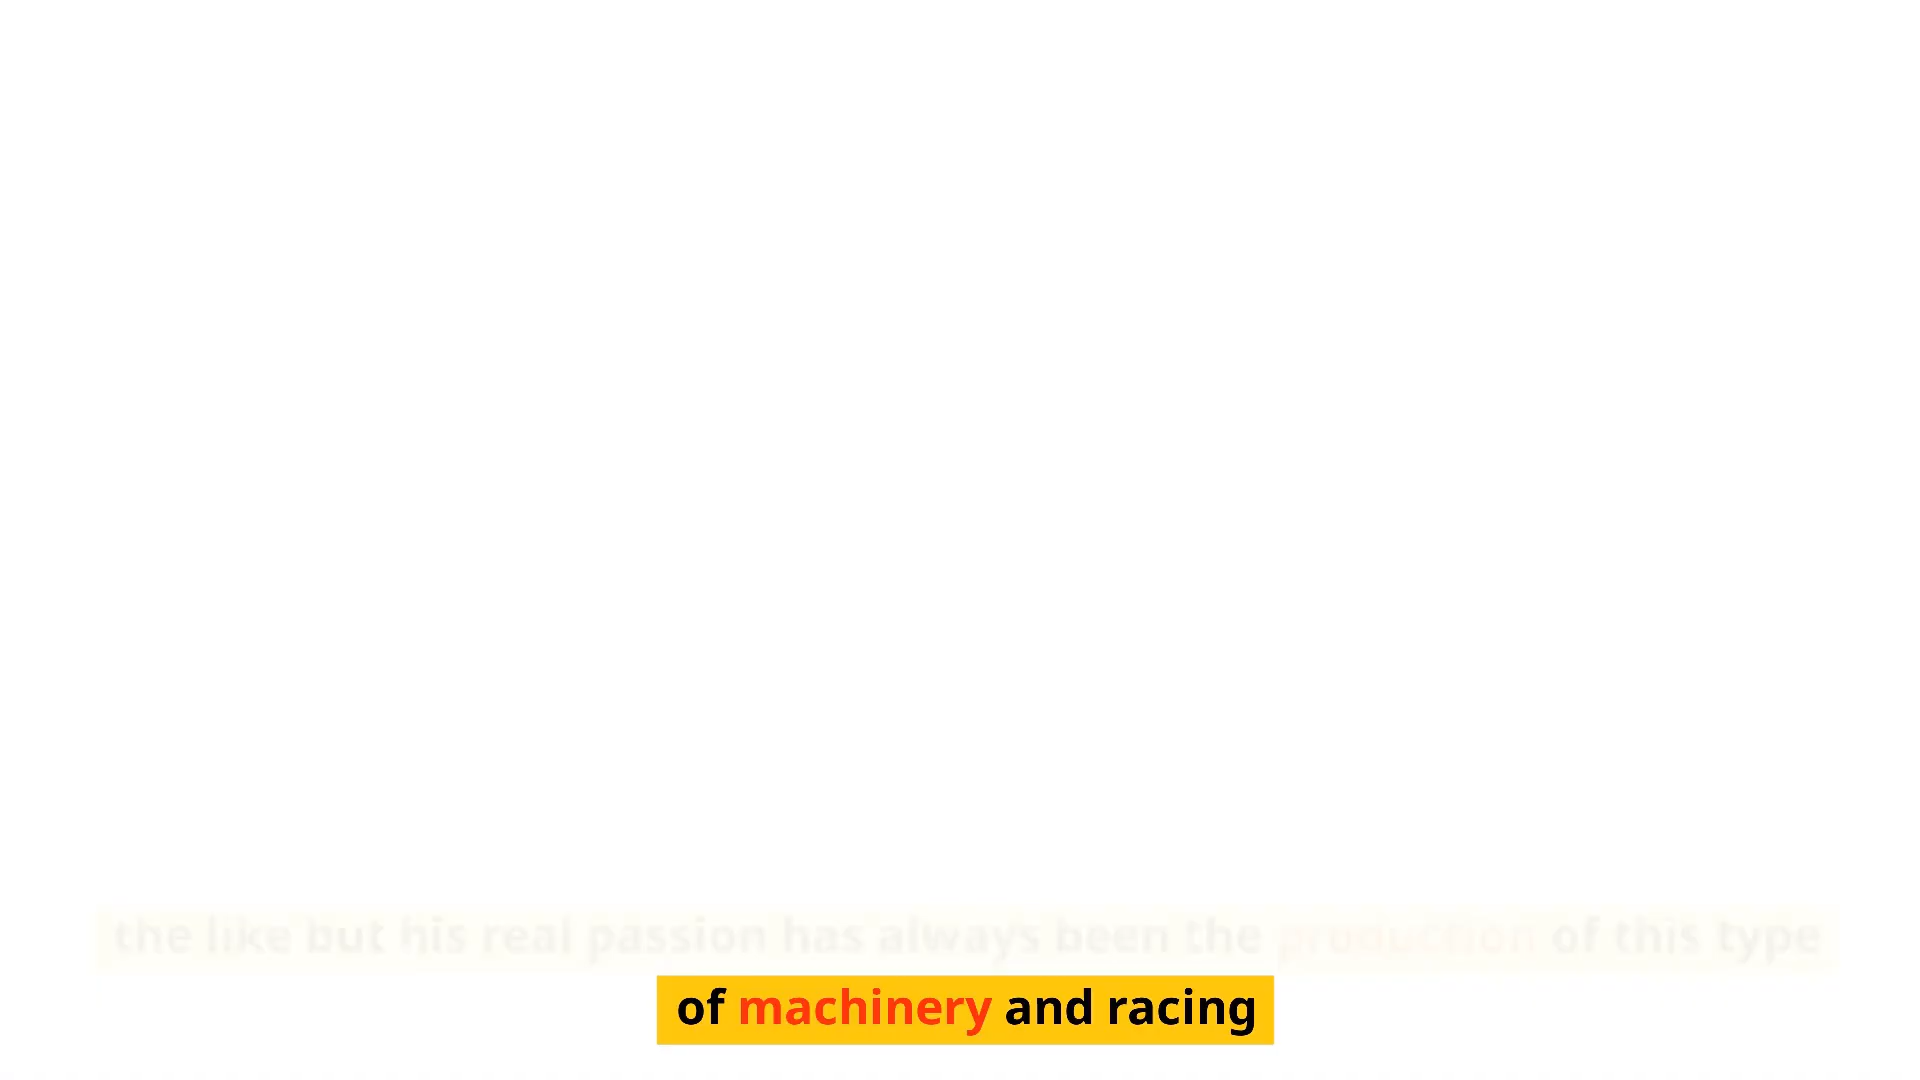 the like but his real passion has always been the production of this type
of machinery and racing